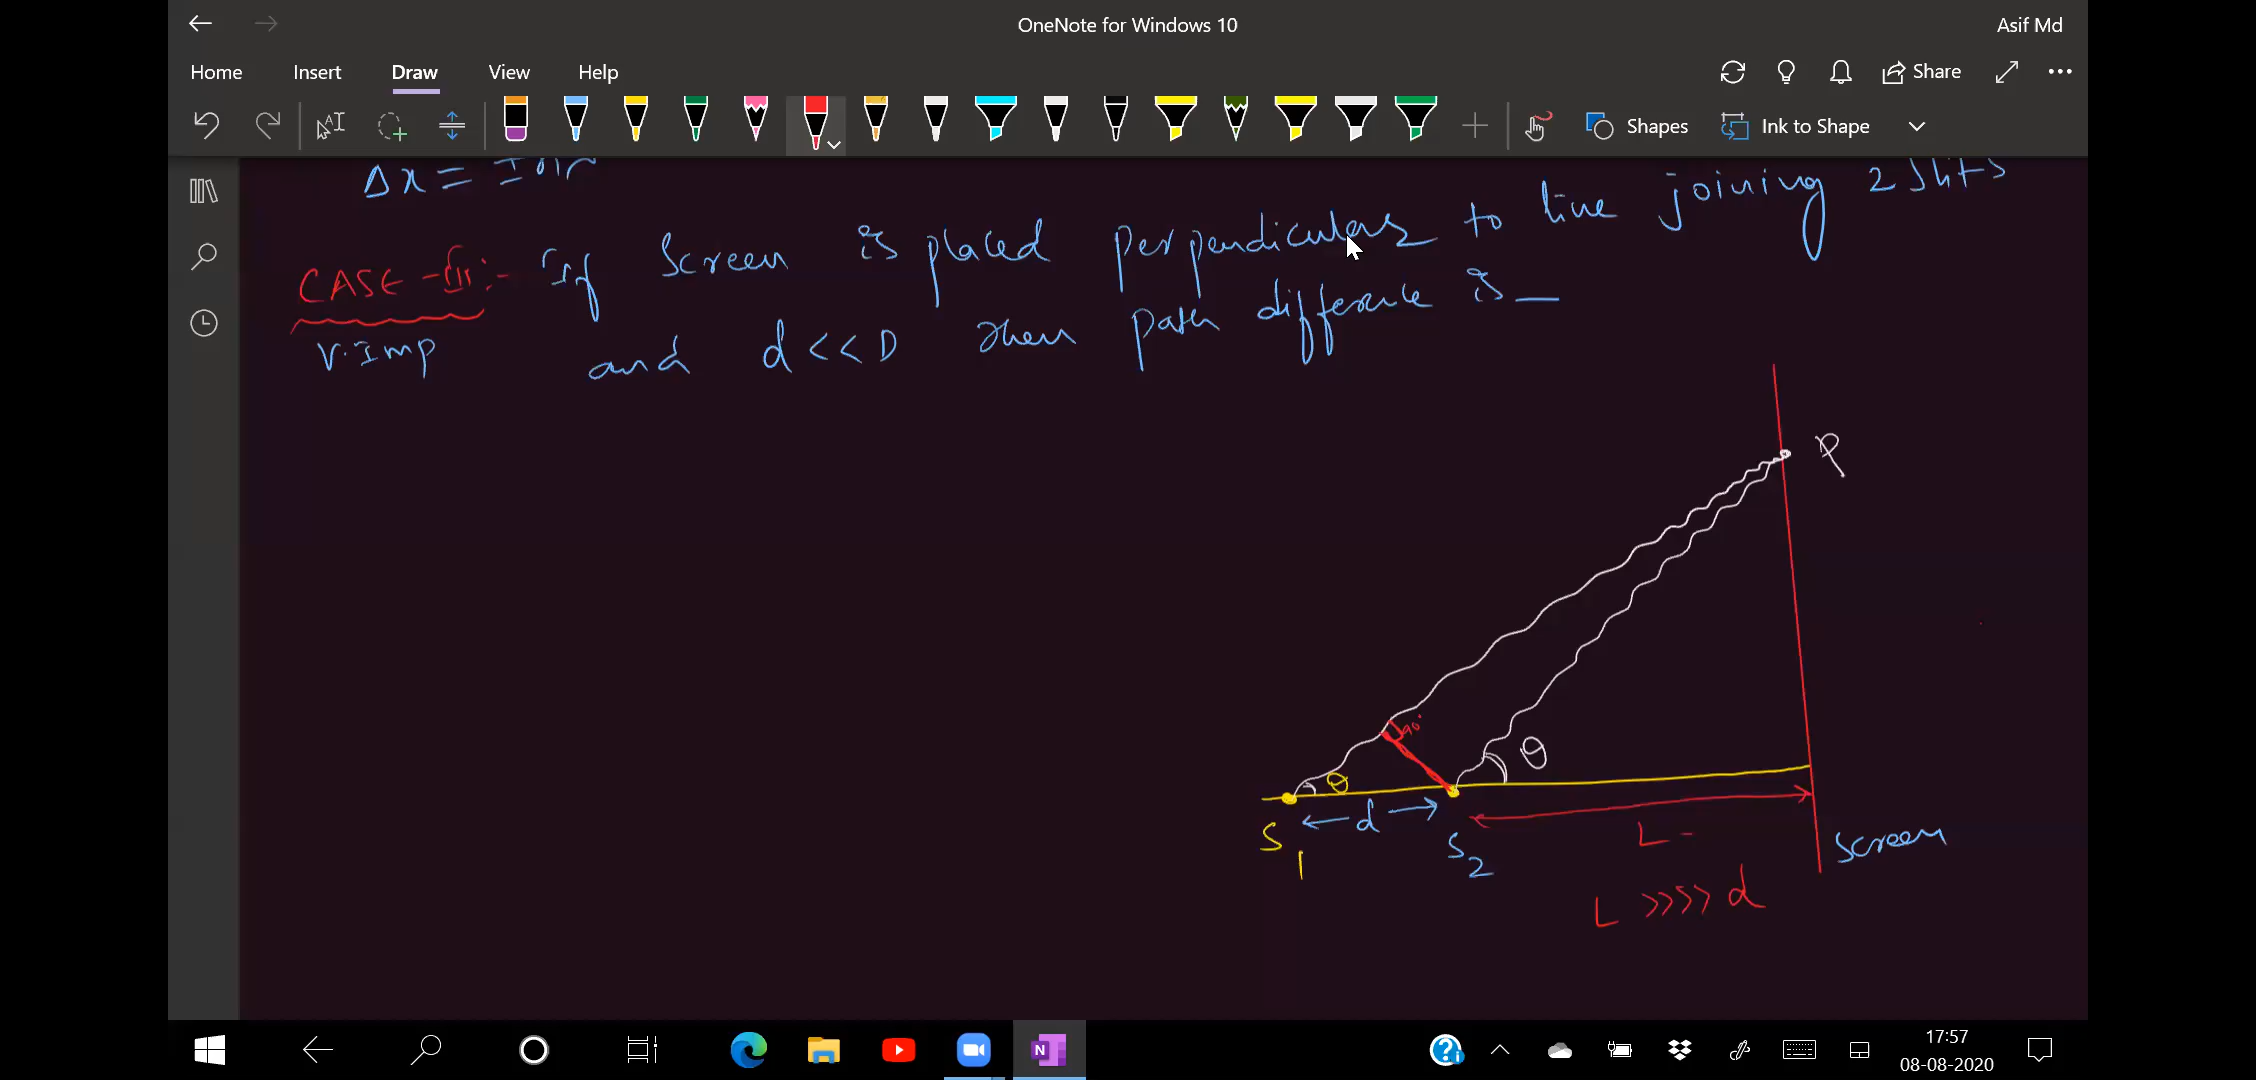 OneNote for Windows 10
Asif Md
Home Insert Draw View Help
Share
Shapes
Ink to Shape
Δx =
CASE-III:- If Screen is placed perpendicular to line joining 2 slits
V.Imp and d<<D then path difference is —
P
90°
θ
θ
S1
d
S2
L -
Screen
L >>>> d
17:57
08-08-2020